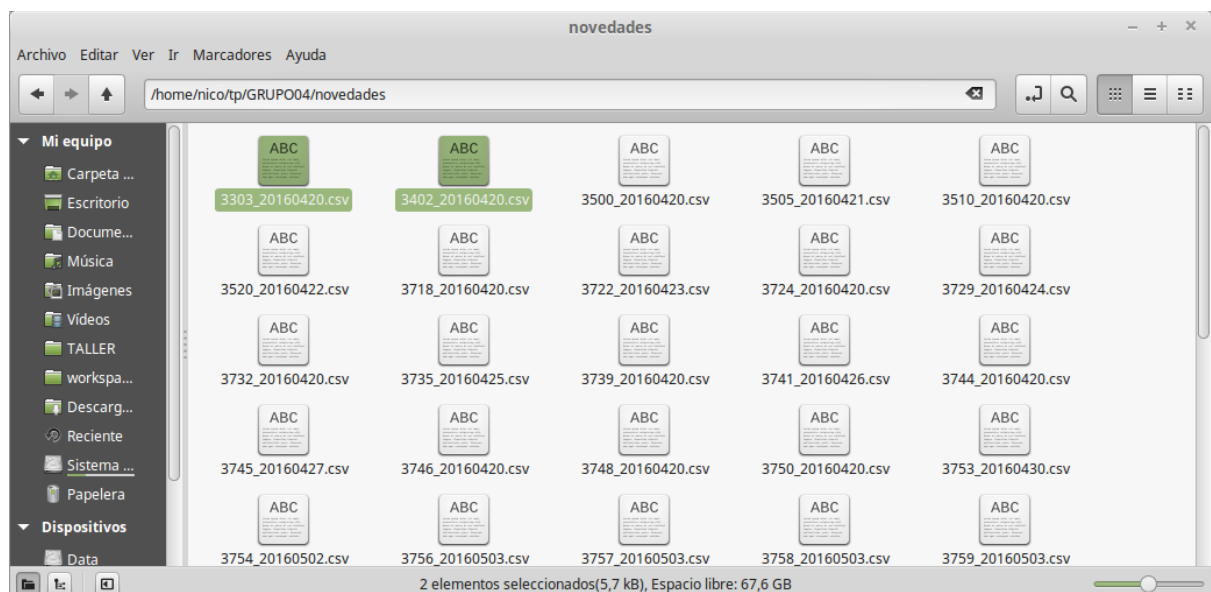 novedades
Archivo Editar Ver Ir Marcadores Ayuda
/home/nico/tp/GRUPO04/novedades
Mi equipo
Carpeta ...
Escritorio
Docume...
Música
Imágenes
Vídeos
TALLER
workspa...
Descarg...
Reciente
Sistema ...
Papelera
Dispositivos
Data
ABC ABC ABC ABC ABC
3303_20160420.csv 3402_20160420.csv 3500_20160420.csv 3505_20160421.csv 3510_20160420.csv
ABC ABC ABC ABC ABC
3520_20160422.csv 3718_20160420.csv 3722_20160423.csv 3724_20160420.csv 3729_20160424.csv
ABC ABC ABC ABC ABC
3732_20160420.csv 3735_20160425.csv 3739_20160420.csv 3741_20160426.csv 3744_20160420.csv
ABC ABC ABC ABC ABC
3745_20160427.csv 3746_20160420.csv 3748_20160420.csv 3750_20160420.csv 3753_20160430.csv
ABC ABC ABC ABC ABC
3754_20160502.csv 3756_20160503.csv 3757_20160503.csv 3758_20160503.csv 3759_20160503.csv
2 elementos seleccionados(5,7 kB), Espacio libre: 67,6 GB